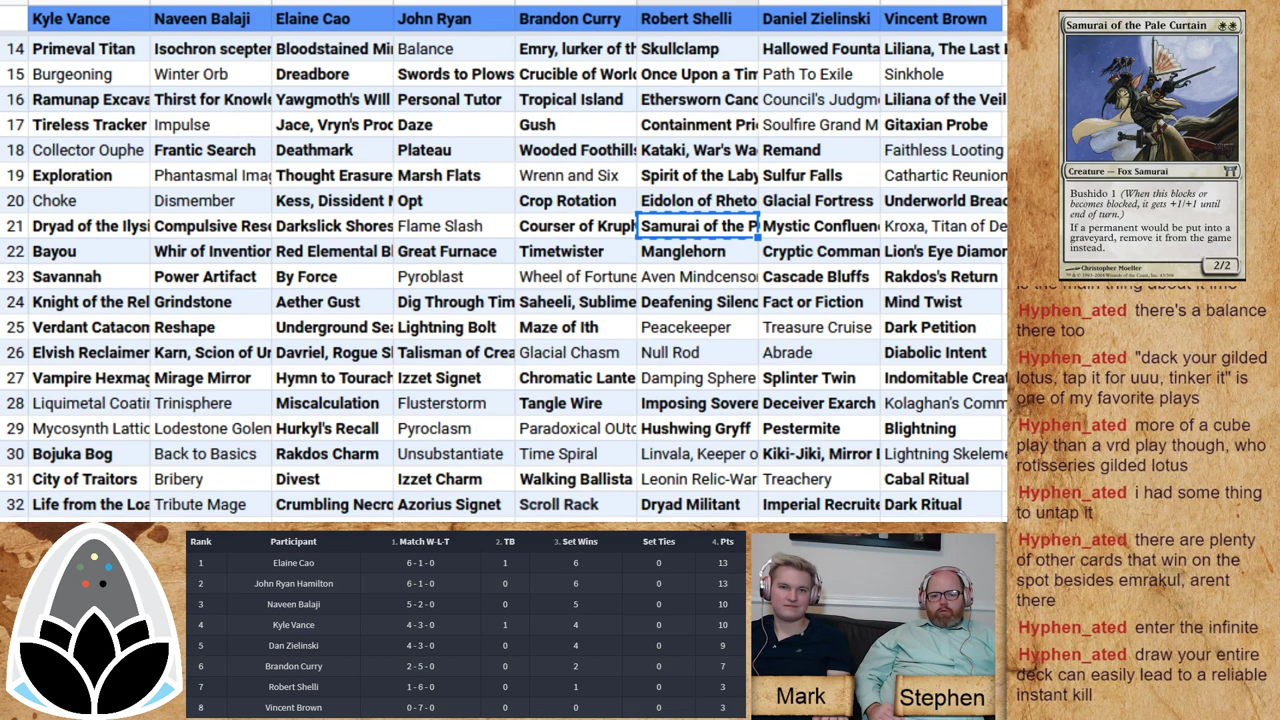 Kyle Vance Naveen Balaji Elaine Cao John Ryan Brandon Curry Robert Shelli Daniel Zielinski Vincent Brown
14 Primeval Titan Isochron scepter Bloodstained Mir Balance Emry, lurker of th Skullclamp Hallowed Founta Liliana, The Last H
15 Burgeoning Winter Orb Dreadbore Swords to Plows Crucible of World Once Upon a Tim Path To Exile Sinkhole
16 Ramunap Excava Thirst for Knowle Yawgmoth's WIll Personal Tutor Tropical Island Ethersworn Cano Council's Judgme Liliana of the Veil
17 Tireless Tracker Impulse Jace, Vryn's Proc Daze Gush Containment Prie Soulfire Grand M Gitaxian Probe
18 Collector Ouphe Frantic Search Deathmark Plateau Wooded Foothills Kataki, War's Wa Remand Faithless Looting
19 Exploration Phantasmal Imag Thought Erasure Marsh Flats Wrenn and Six Spirit of the Laby Sulfur Falls Cathartic Reunion
20 Choke Dismember Kess, Dissident M Opt Crop Rotation Eidolon of Rheto Glacial Fortress Underworld Breac
21 Dryad of the Ilysi Compulsive Rese Darkslick Shores Flame Slash Courser of Kruph Samurai of the P Mystic Confluenc Kroxa, Titan of De
22 Bayou Whir of Invention Red Elemental Bl Great Furnace Timetwister Manglehorn Cryptic Comman Lion's Eye Diamon
23 Savannah Power Artifact By Force Pyroblast Wheel of Fortune Aven Mindcensor Cascade Bluffs Rakdos's Return
24 Knight of the Rel Grindstone Aether Gust Dig Through Tim Saheeli, Sublime Deafening Silenc Fact or Fiction Mind Twist
25 Verdant Catacom Reshape Underground Sea Lightning Bolt Maze of Ith Peacekeeper Treasure Cruise Dark Petition
26 Elvish Reclaimer Karn, Scion of Ur Davriel, Rogue S Talisman of Crea Glacial Chasm Null Rod Abrade Diabolic Intent
27 Vampire Hexmag Mirage Mirror Hymn to Tourach Izzet Signet Chromatic Lante Damping Sphere Splinter Twin Indomitable Creat
28 Liquimetal Coatin Trinisphere Miscalculation Flusterstorm Tangle Wire Imposing Sovere Deceiver Exarch Kolaghan's Comm
29 Mycosynth Lattic Lodestone Golem Hurkyl's Recall Pyroclasm Paradoxical OUtc Hushwing Gryff Pestermite Blightning
30 Bojuka Bog Back to Basics Rakdos Charm Unsubstantiate Time Spiral Linvala, Keeper o Kiki-Jiki, Mirror B Lightning Skeleme
31 City of Traitors Bribery Divest Izzet Charm Walking Ballista Leonin Relic-War Treachery Cabal Ritual
32 Life from the Loa Tribute Mage Crumbling Necro Azorius Signet Scroll Rack Dryad Militant Imperial Recruite Dark Ritual
Samurai of the Pale Curtain
Creature — Fox Samurai
Bushido 1 (When this blocks or
becomes blocked, it gets +1/+1 until
end of turn.)
If a permanent would be put into a
graveyard, remove it from the game
instead.
Christopher Moeller
2/2
is the main thing about it imo
Hyphen_ated there's a balance
there too
Hyphen_ated "dack your gilded
lotus, tap it for uuu, tinker it" is
one of my favorite plays
Hyphen_ated more of a cube
play than a vrd play though, who
rotisseries gilded lotus
Hyphen_ated i had some thing
to untap it
Hyphen_ated there are plenty
of other cards that win on the
spot besides emrakul, arent
there
Hyphen_ated enter the infinite
Hyphen_ated draw your entire
deck can easily lead to a reliable
instant kill
Rank Participant 1. Match W-L-T 2. TB 3. Set Wins Set Ties 4. Pts
1 Elaine Cao 6 - 1 - 0 1 6 0 13
2 John Ryan Hamilton 6 - 1 - 0 0 6 0 13
3 Naveen Balaji 5 - 2 - 0 0 5 0 10
4 Kyle Vance 4 - 3 - 0 1 4 0 10
5 Dan Zielinski 4 - 3 - 0 0 4 0 9
6 Brandon Curry 2 - 5 - 0 0 2 0 7
7 Robert Shelli 1 - 6 - 0 0 1 0 3
8 Vincent Brown 0 - 7 - 0 0 0 0 3
Mark
Stephen